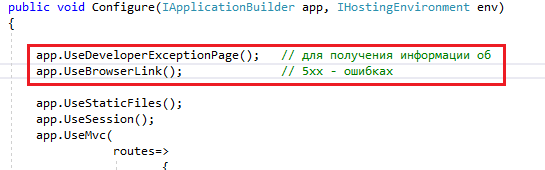 public void Configure(IApplicationBuilder app, IHostingEnvironment env)
{
app.UseDeveloperExceptionPage(); // для получения информации об
app.UseBrowserLink(); // 5xx - ошибках
app.UseStaticFiles();
app.UseSession();
app.UseMvc(
routes=>
{